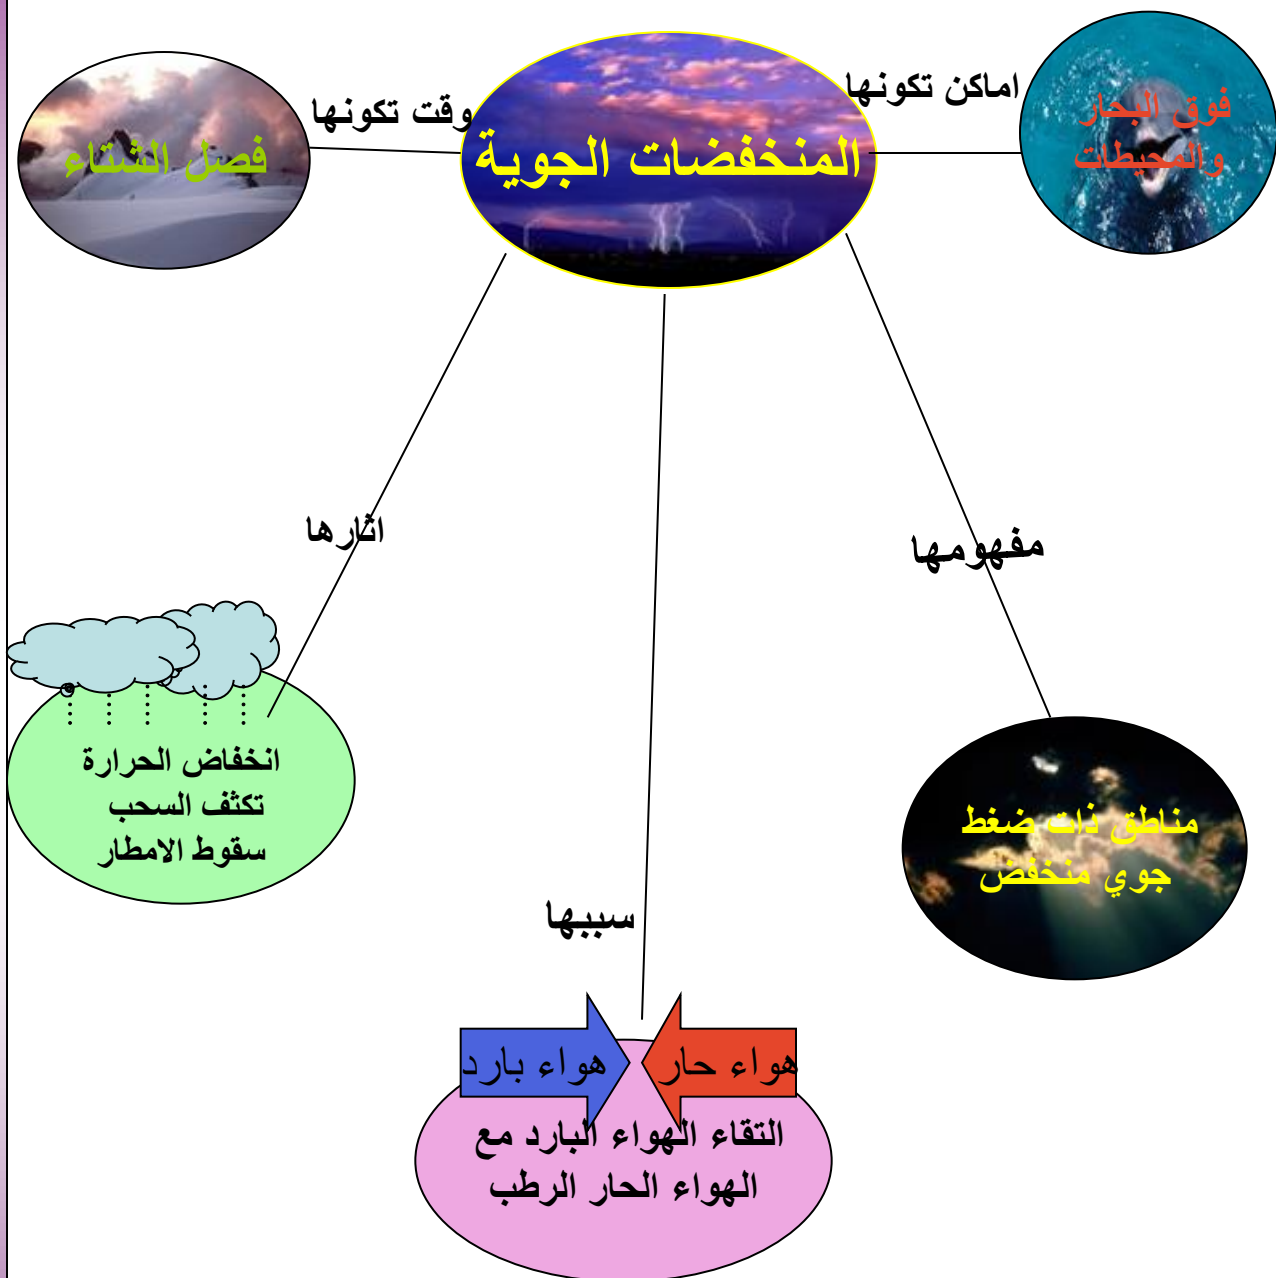 اماكن تكونها
فوق البحار
والمحيطات
المنخفضات الجوية
وقت تكونها
فصل الشتاء
مفهومها
مناطق ذات ضغط
جوي منخفض
اثارها
انخفاض الحرارة
تكثف السحب
سقوط الامطار
سببها
هواء حار
هواء بارد
التقاء الهواء البارد مع
الهواء الحار الرطب